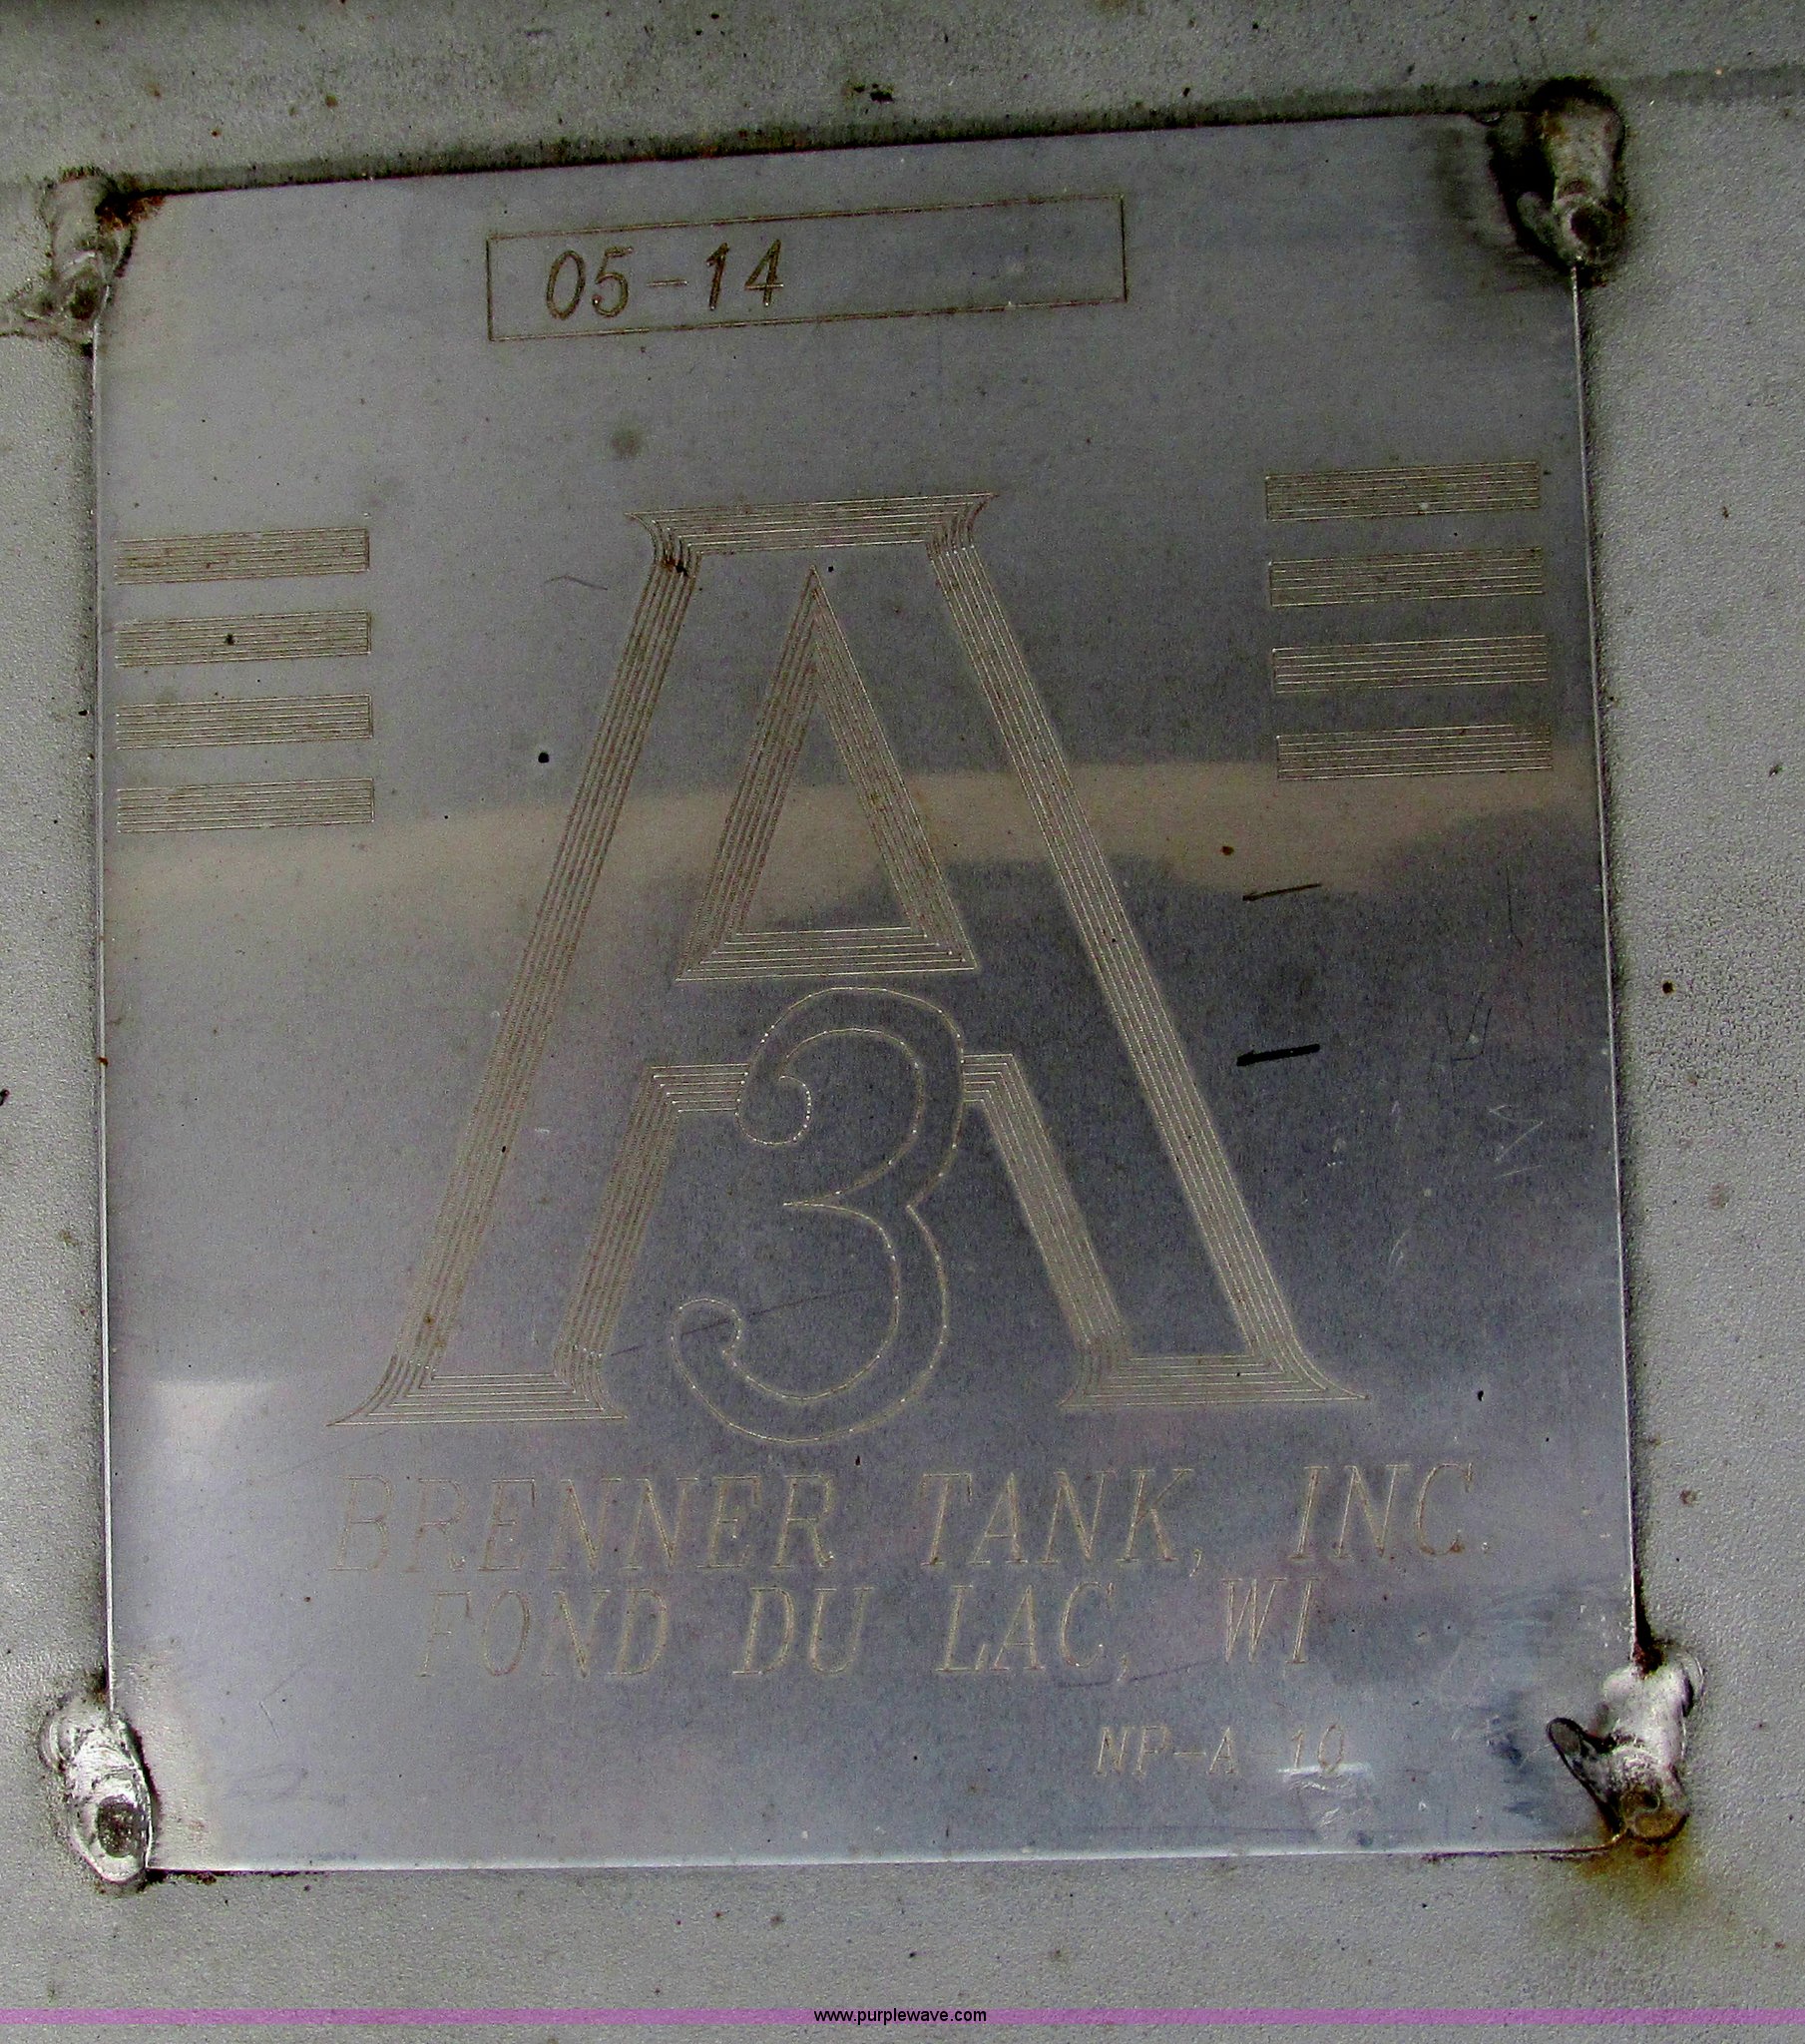 05-14
A
3
BRENNER TANK, INC.
FOND DU LAC, WI
NP-A-10
www.purplewave.com